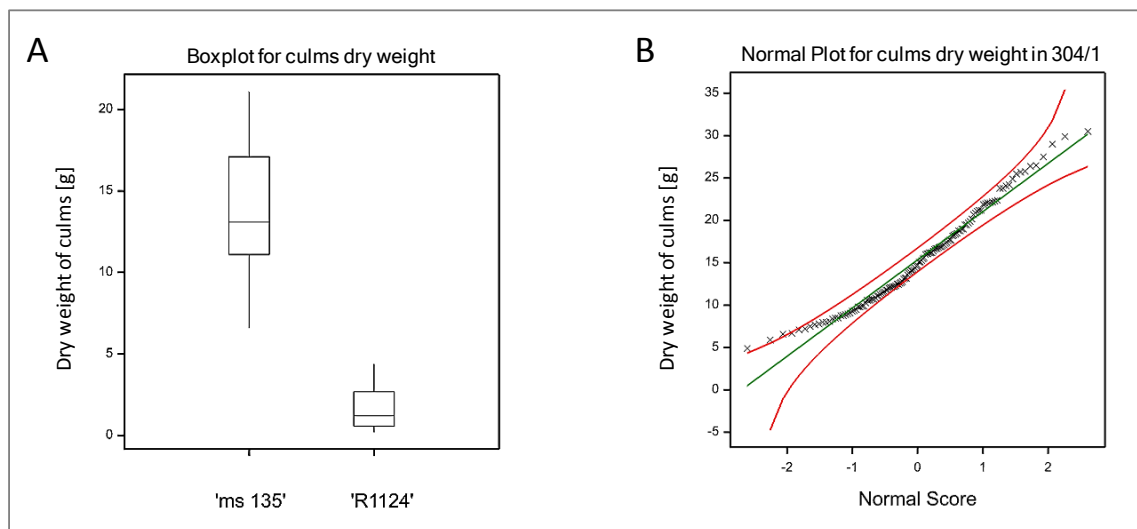 A
Boxplot for culms dry weight
Dry weight of culms [g]
20
15
10
5
0
'ms 135'
'R1124'
B
Normal Plot for culms dry weight in 304/1
Dry weight of culms [g]
35
30
25
20
15
10
5
0
-5
-2
-1
0
1
2
Normal Score